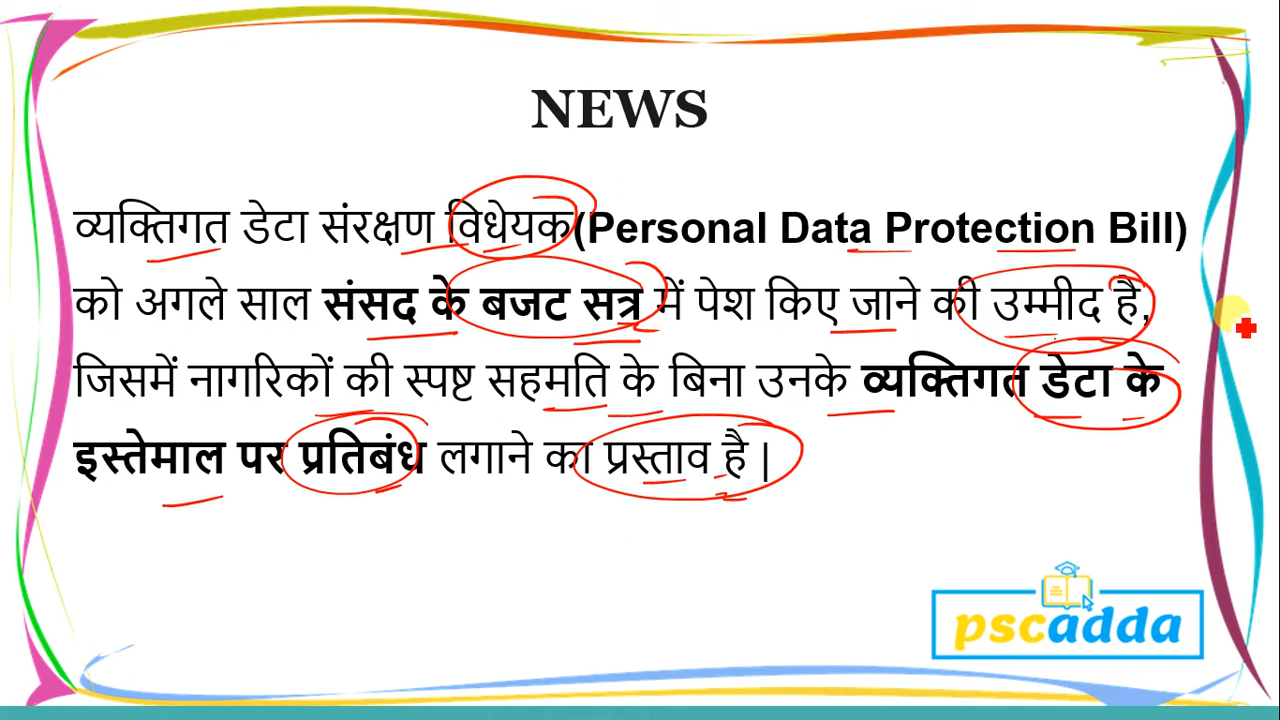 NEWS
व्यक्तिगत डेटा संरक्षण विधेयक(Personal Data Protection Bill)
को अगले साल संसद के बजट सत्र में पेश किए जाने की उम्मीद है,
जिसमें नागरिकों की स्पष्ट सहमति के बिना उनके व्यक्तिगत डेटा के
इस्तेमाल पर प्रतिबंध लगाने का प्रस्ताव है |
pscadda